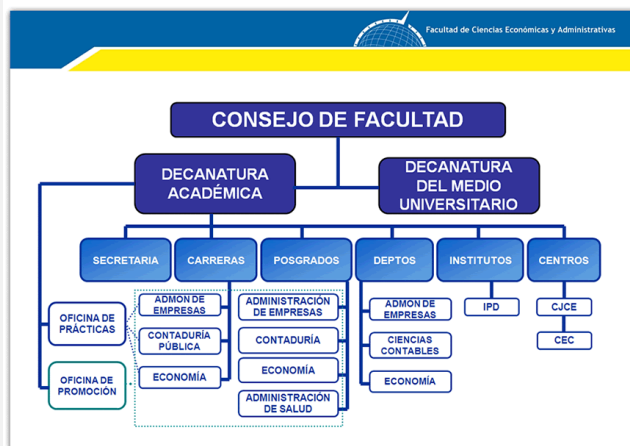 Facultad de Ciencias Económicas y Administrativas
CONSEJO DE FACULTAD
DECANATURA
ACADÉMICA
DECANATURA
DEL MEDIO
UNIVERSITARIO
SECRETARIA
CARRERAS
POSGRADOS
DEPTOS
INSTITUTOS
CENTROS
OFICINA DE
PRÁCTICAS
OFICINA DE
PROMOCIÓN
ADMON DE
EMPRESAS
CONTADURÍA
PÚBLICA
ECONOMÍA
ADMINISTRACIÓN
DE EMPRESAS
CONTADURÍA
ECONOMÍA
ADMINISTRACIÓN
DE SALUD
ADMON DE
EMPRESAS
CIENCIAS
CONTABLES
ECONOMÍA
IPD
CJCE
CEC